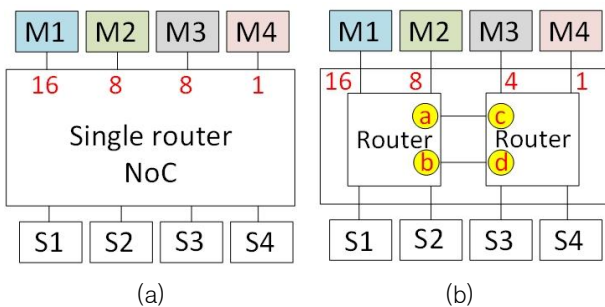 M1 M2 M3 M4 M1 M2 M3 M4
16 8 8 1 16 8 4 1
Single router
NoC
a c
Router Router
b d
S1 S2 S3 S4 S1 S2 S3 S4
(a) (b)